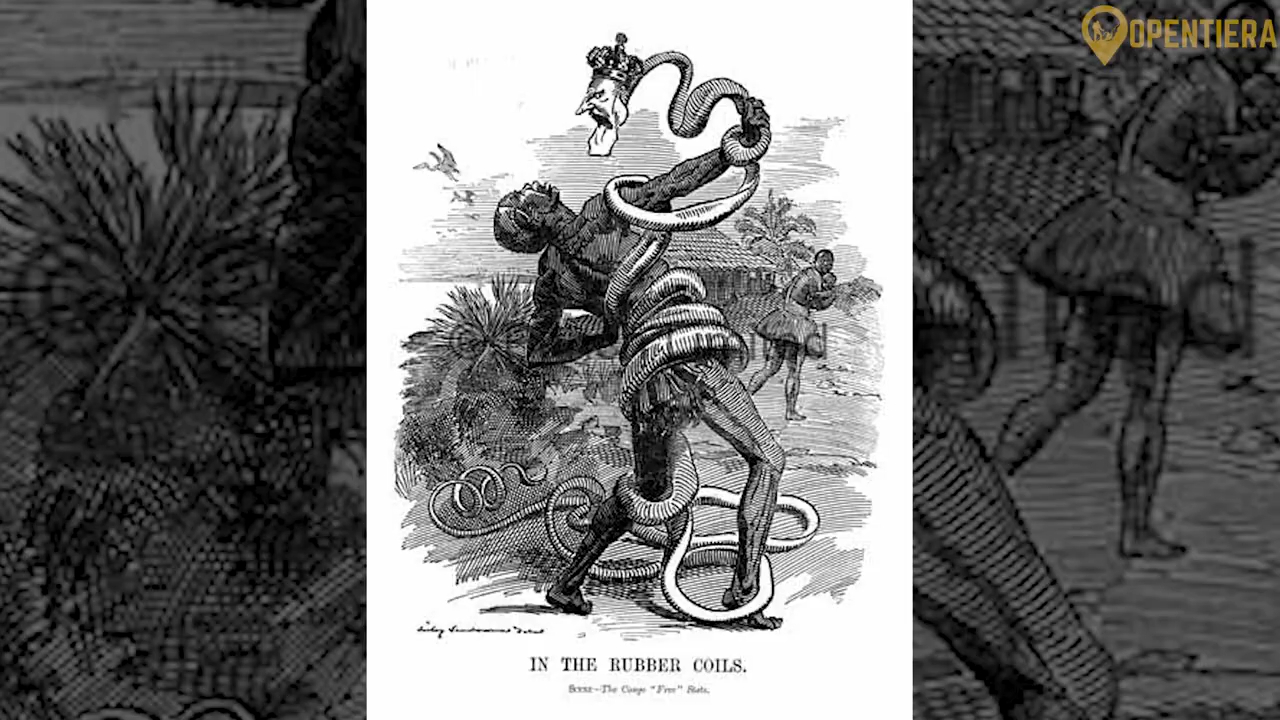 OPENTIERA
IN THE RUBBER COILS.
SCENE—The Congo "Free" State.